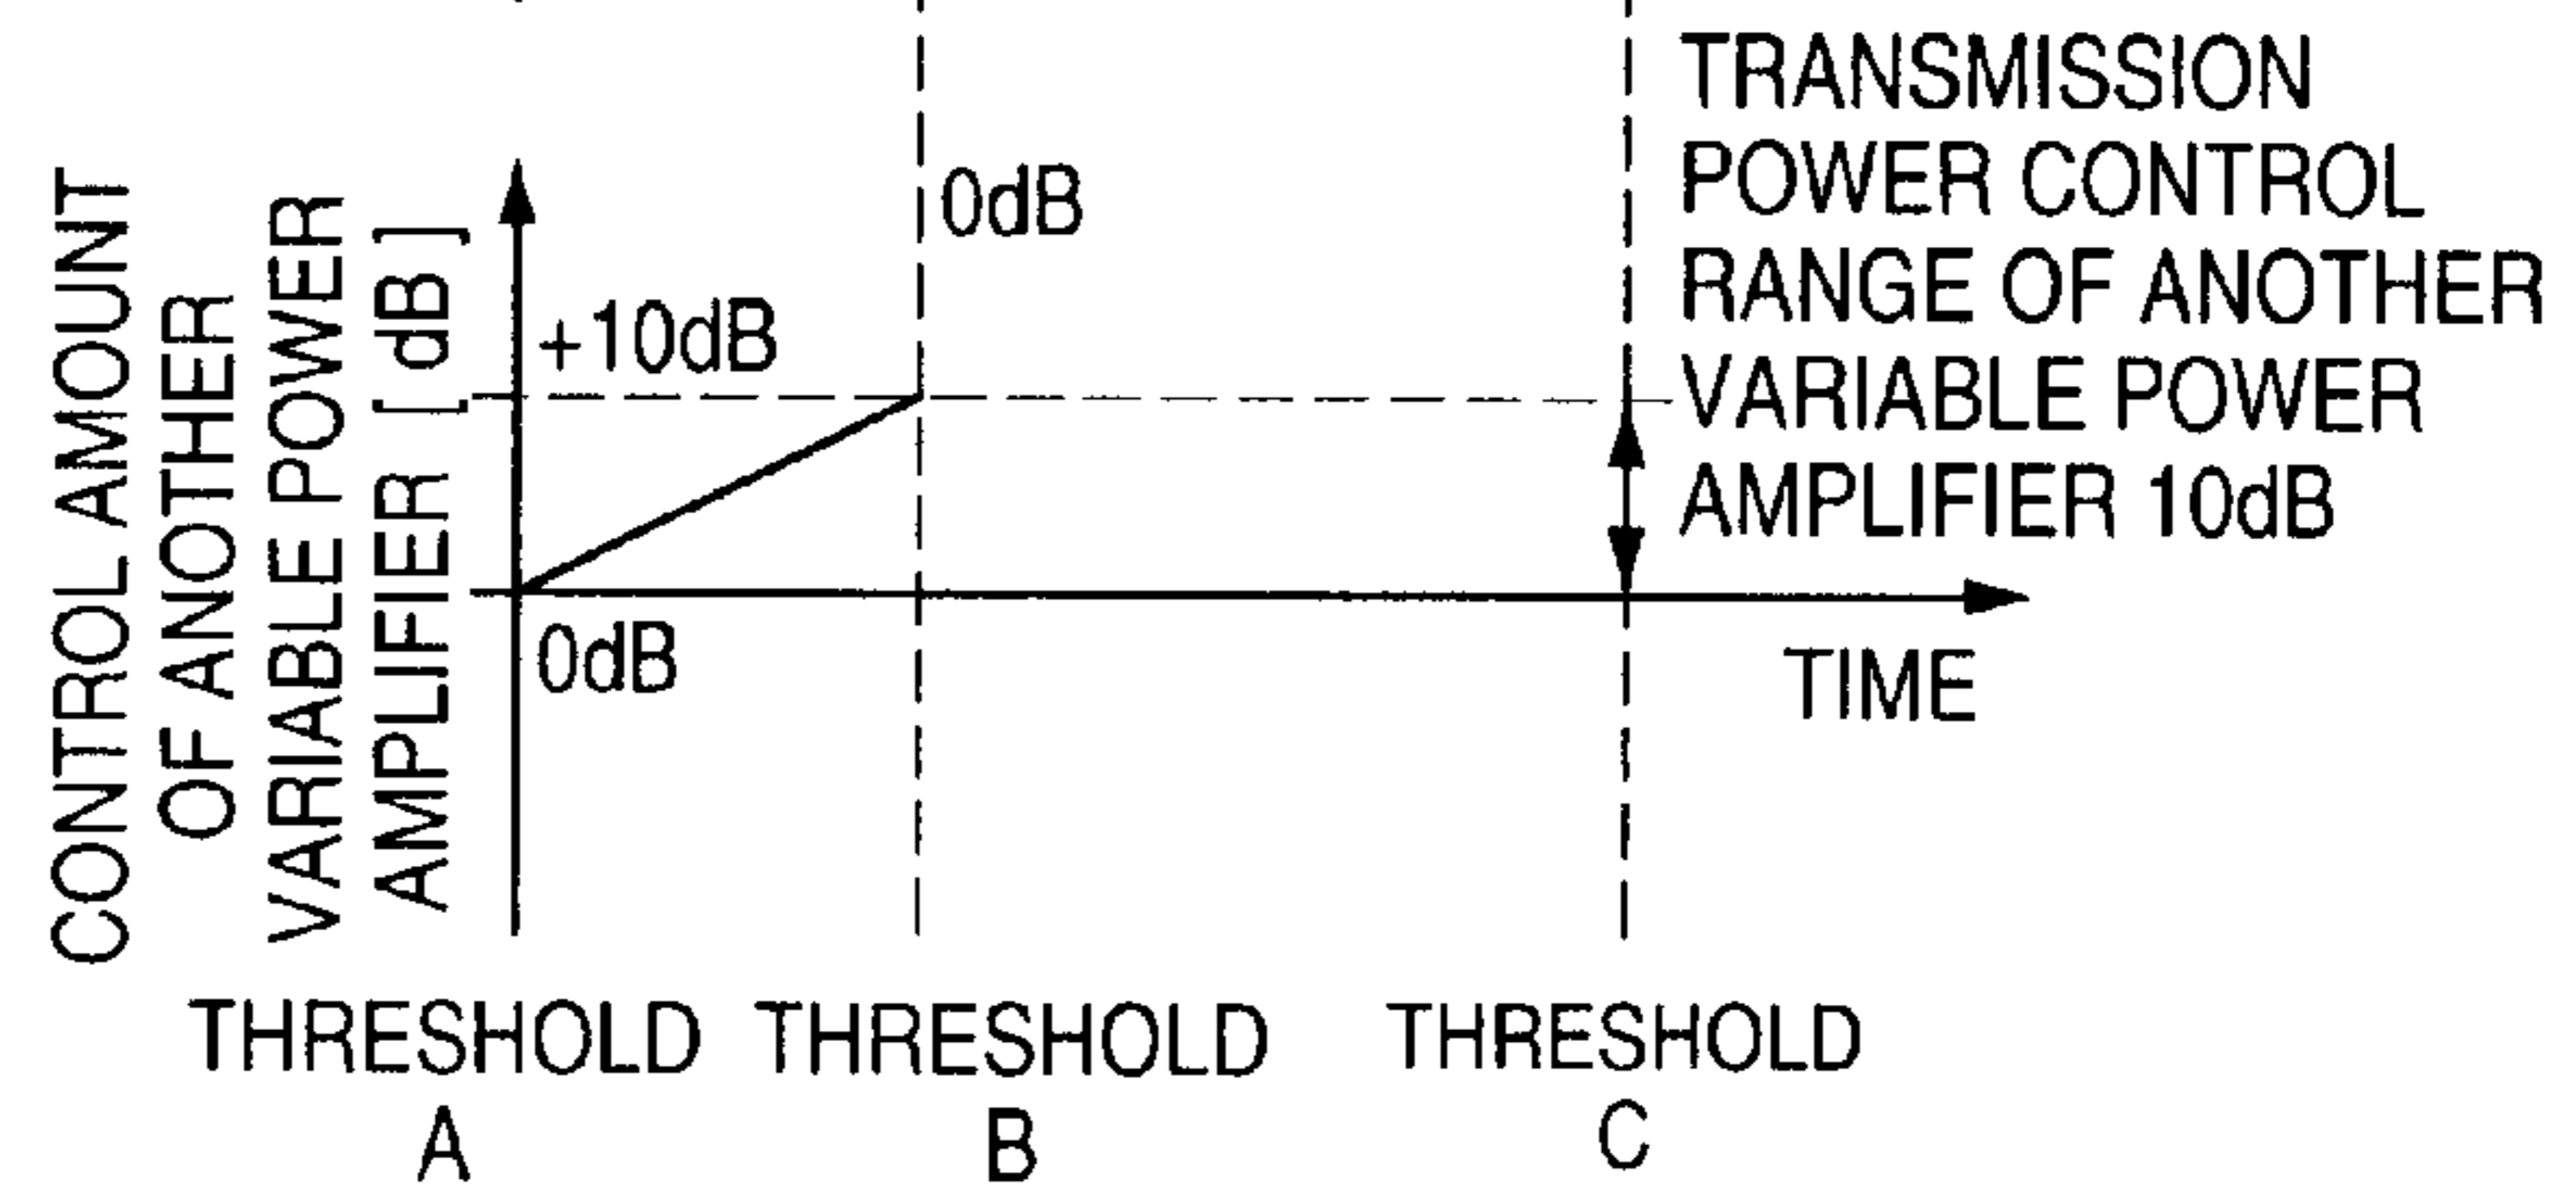 CONTROL AMOUNT
OF ANOTHER
VARIABLE POWER
AMPLIFIER [ dB ]
0dB
+10dB
0dB
TRANSMISSION
POWER CONTROL
RANGE OF ANOTHER
VARIABLE POWER
AMPLIFIER 10dB
TIME
THRESHOLD
A
THRESHOLD
B
THRESHOLD
C